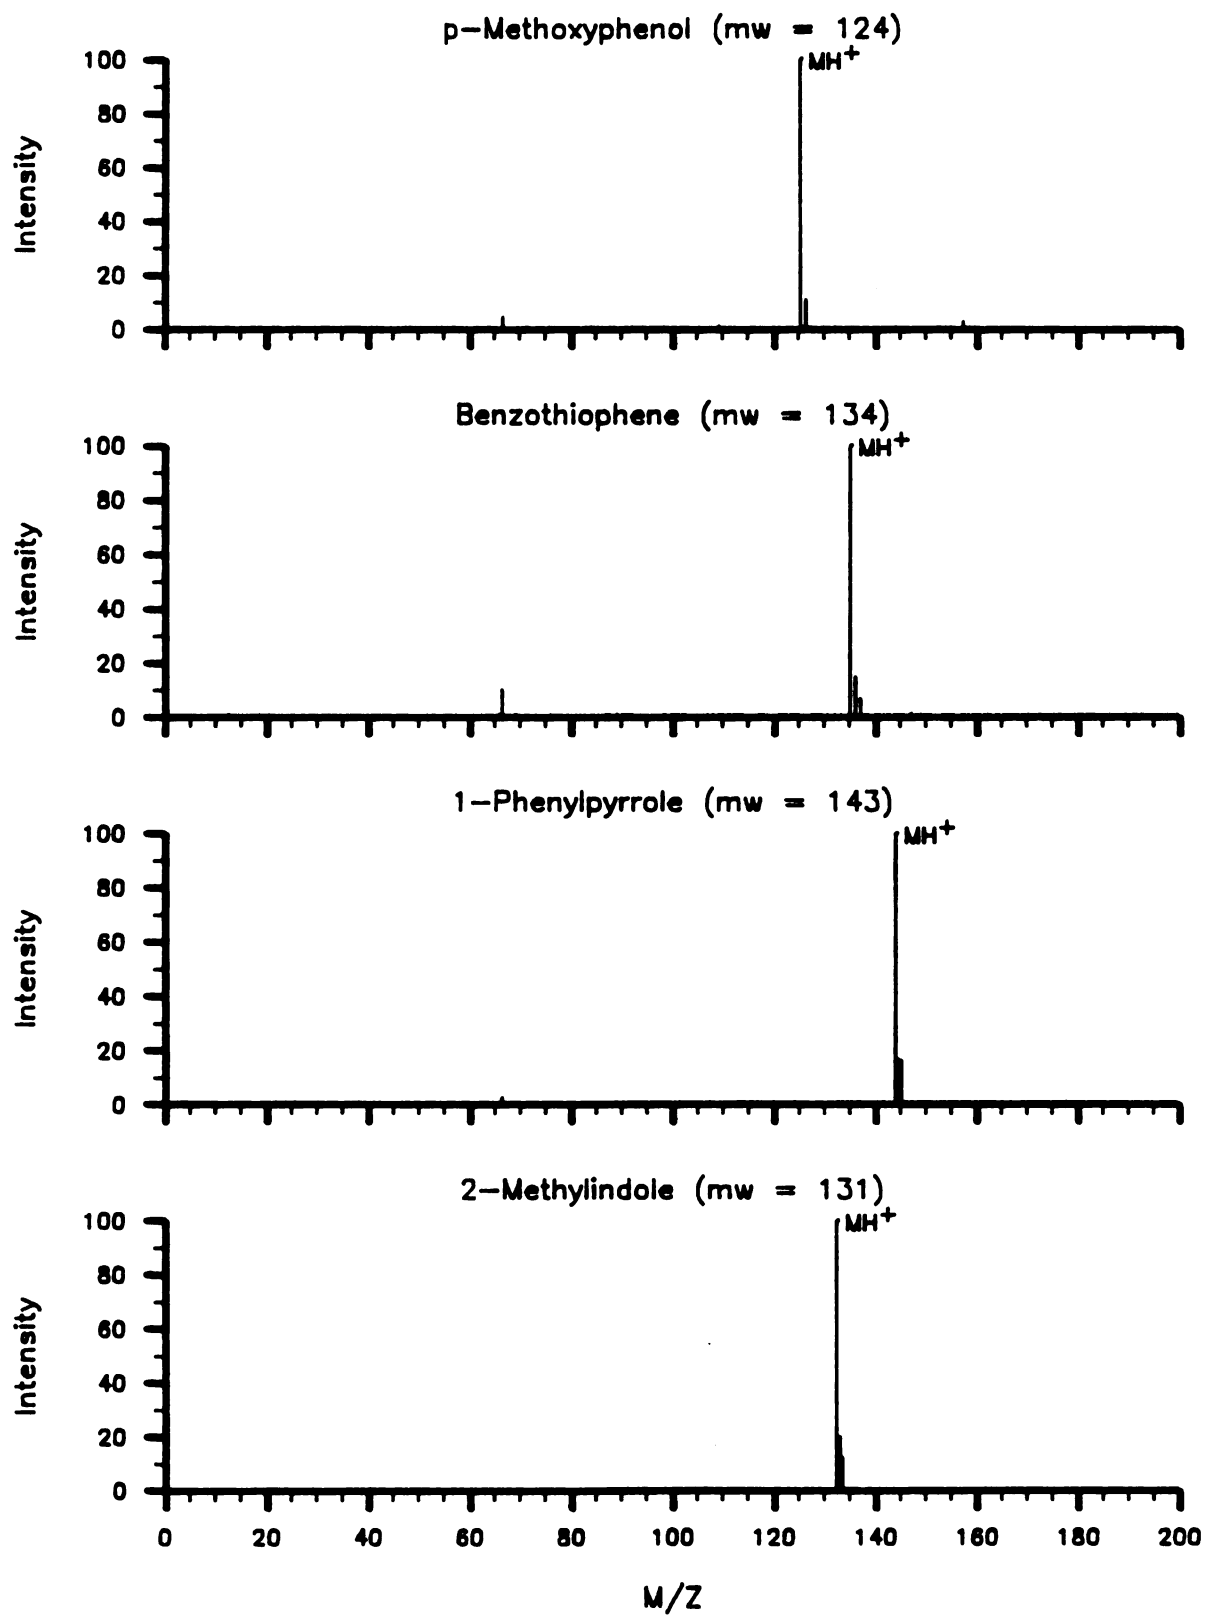 p-Methoxyphenol (mw = 124)
MH+
100
80
60
40
20
0
Intensity
Benzothiophene (mw = 134)
MH+
100
80
60
40
20
0
Intensity
1-Phenylpyrrole (mw = 143)
MH+
100
80
60
40
20
0
Intensity
2-Methylindole (mw = 131)
MH+
100
80
60
40
20
0
Intensity
0 20 40 60 80 100 120 140 160 180 200
M/Z